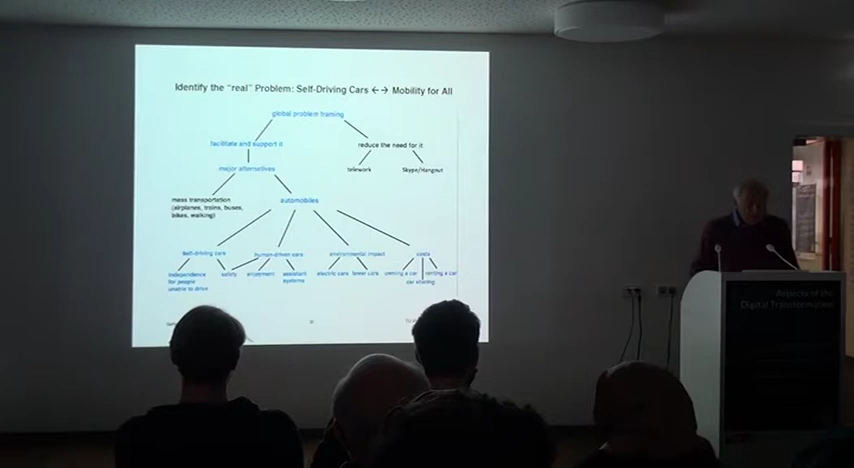 Identify the "real" Problem: Self-Driving Cars ←→ Mobility for All
global problem framing
facilitate and support it
reduce the need for it
major alternatives
telework
Skype/Hangout
mass transportation
(airplanes, trains, buses,
bikes, walking)
automobiles
Self-driving cars
human-driven cars
environmental impact
costs
independence
for people
unable to drive
safety
enjoyment
assistant
systems
electric cars
fewer cars
owning a car
renting a car
car sharing
Aspects of the
Digital Transformation